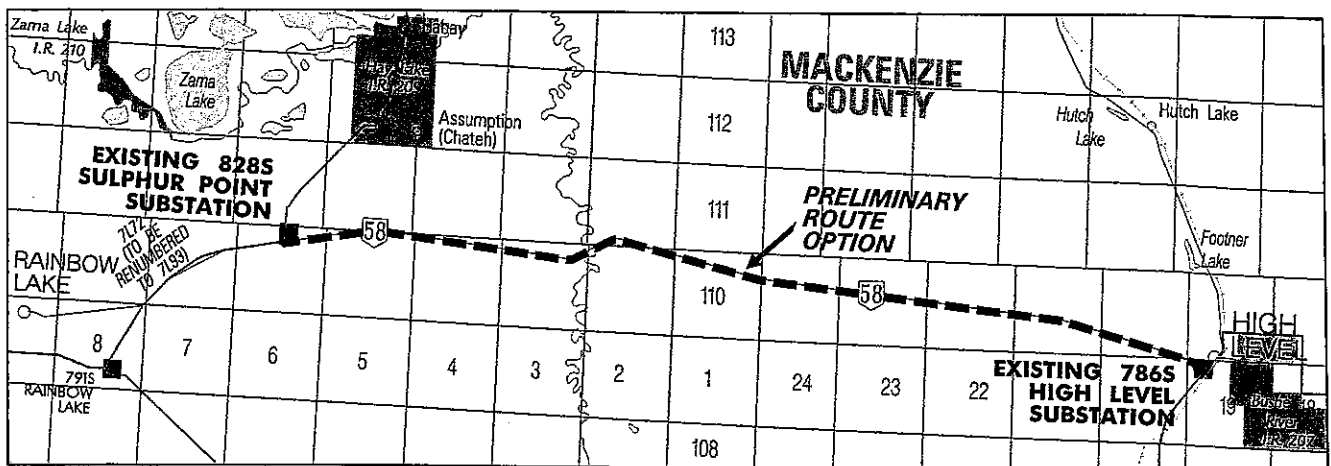 Zama Lake
I.R. 210
Zama
Lake
Hay Lake
I.R. 209
Assumption
(Chateh)
113
MACKENZIE
COUNTY
112
Hutch
Lake
Hutch Lake
EXISTING 828S
SULPHUR POINT
SUBSTATION
111
PRELIMINARY
ROUTE
OPTION
Footner
Lake
RAINBOW
LAKE
(TO BE
RENUMBERED
TO 7L93)
58
110
58
HIGH
LEVEL
8
7
6
5
4
3
2
1
24
23
22
19
791S
RAINBOW
LAKE
EXISTING 786S
HIGH LEVEL
SUBSTATION
108